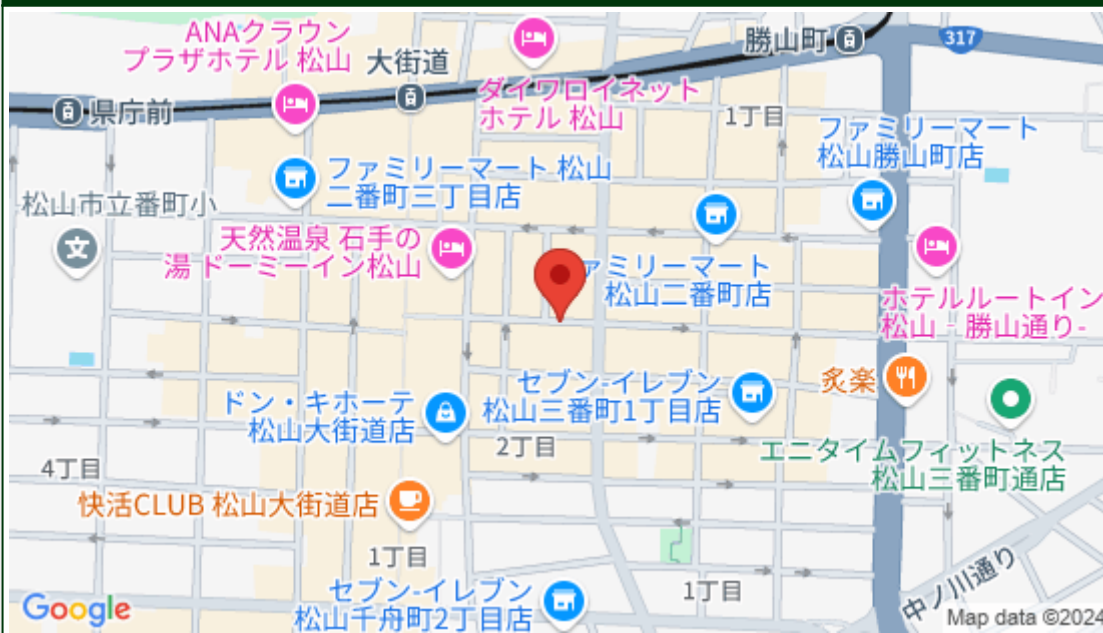 ANAクラウン
プラザホテル 松山
大街道
勝山町
317
県庁前
ダイワロイネット
ホテル 松山
1丁目
ファミリーマート
松山勝山町店
ファミリーマート 松山
二番町三丁目店
松山市立番町小
文
天然温泉 石手の
湯 ドーミーイン松山
ァミリーマート
松山二番町店
ホテルルートイン
松山 - 勝山通り-
炙楽
セブン-イレブン
松山三番町1丁目店
ドン・キホーテ
松山大街道店
2丁目
エニタイムフィットネス
松山三番町通店
4丁目
快活CLUB 松山大街道店
1丁目
セブン-イレブン
松山千舟町2丁目店
1丁目
中ノ川通り
Google
Map data ©2024